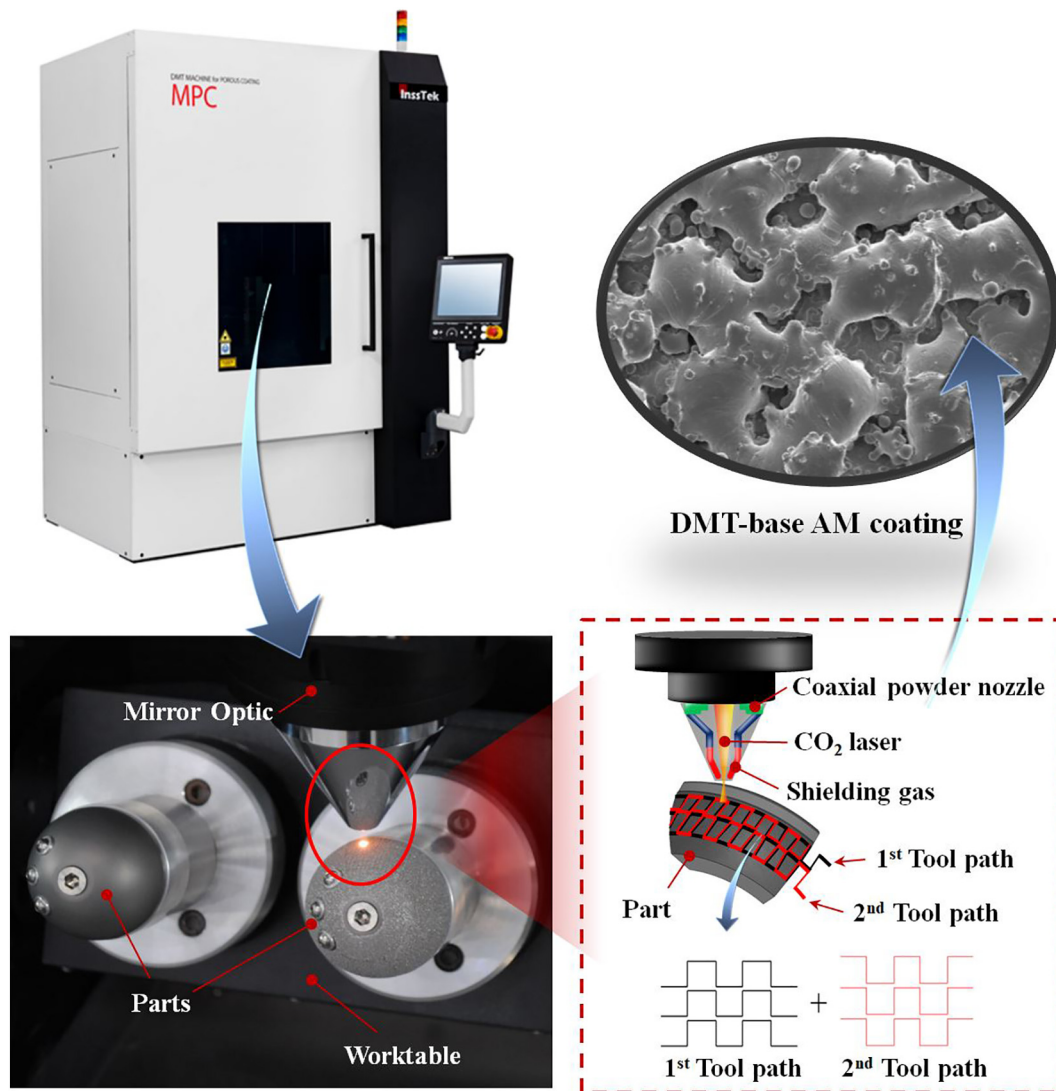 DMT MACHINE for POROUS COATING
MPC
InssTek
DMT-base AM coating
Mirror Optic
Parts
Worktable
Coaxial powder nozzle
CO₂ laser
Shielding gas
1st Tool path
Part
2nd Tool path
+
1st Tool path
2nd Tool path